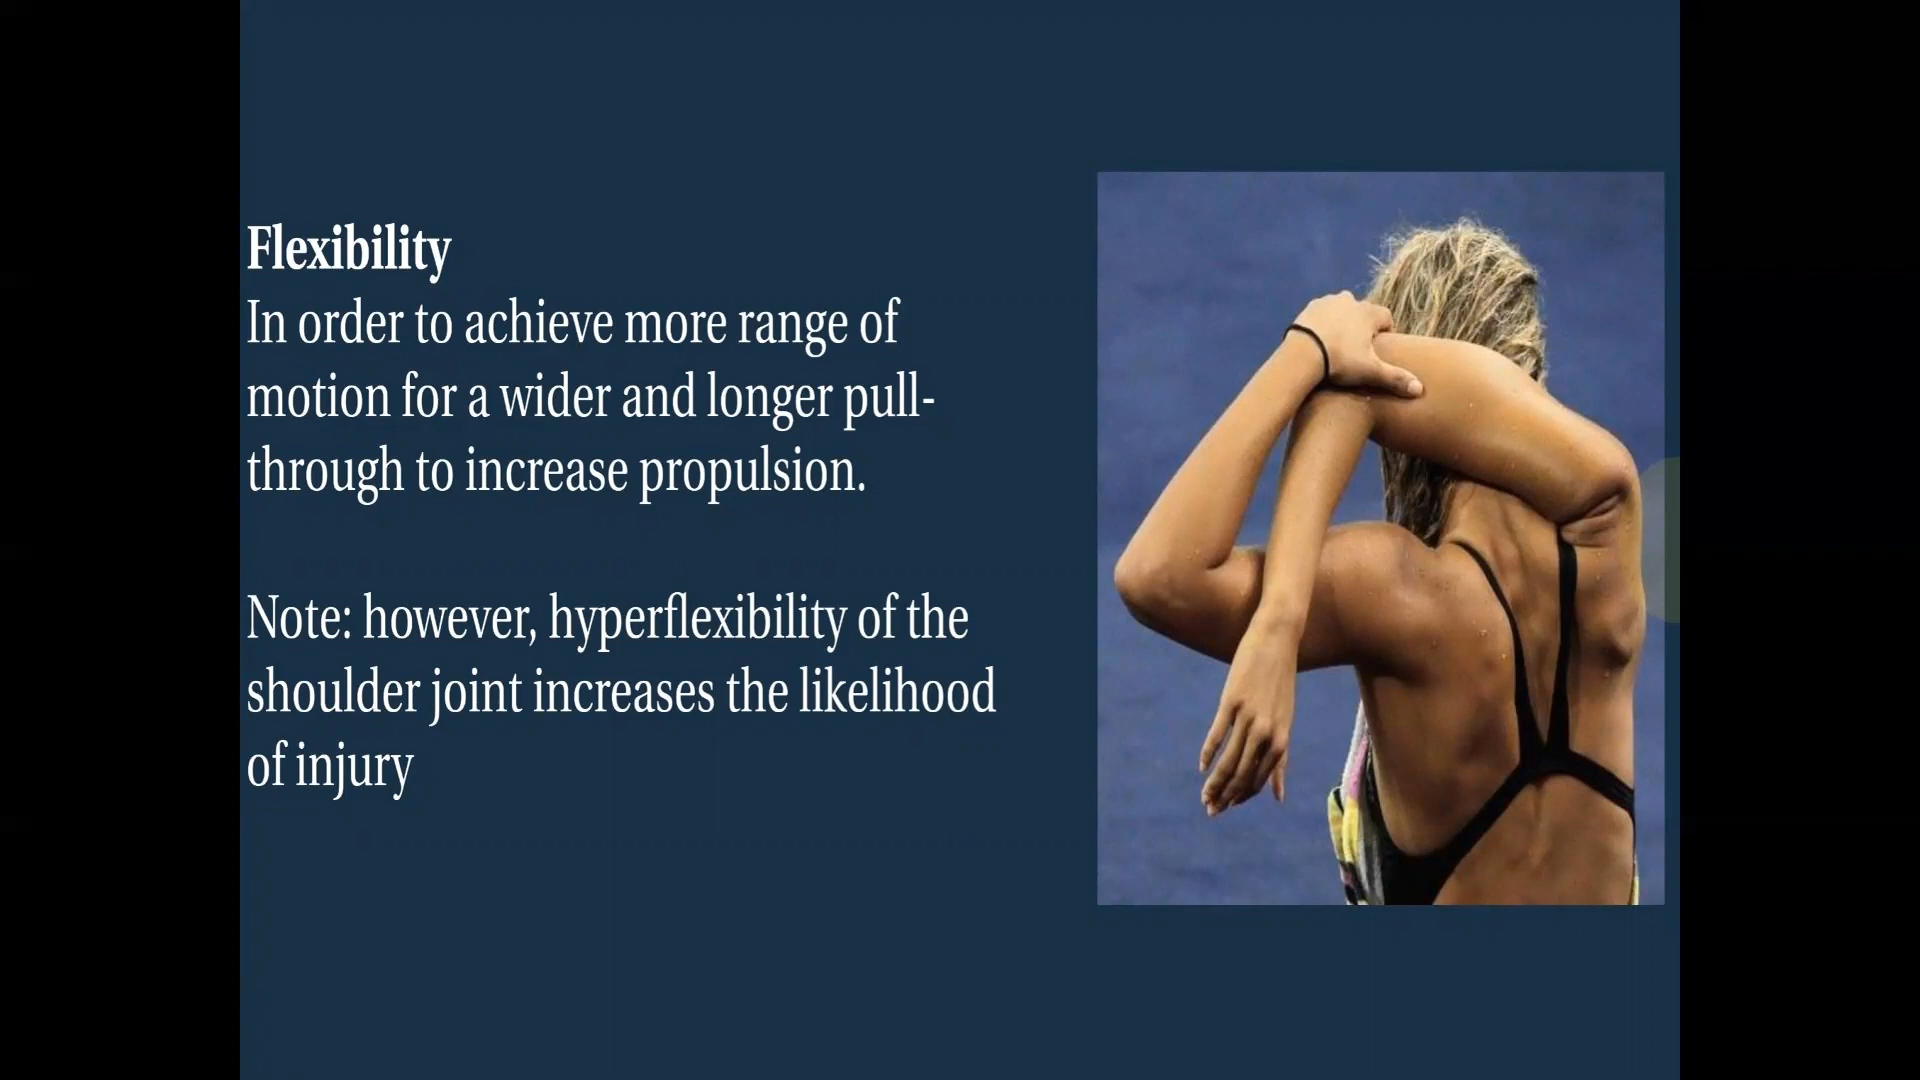 Flexibility
In order to achieve more range of
motion for a wider and longer pull-
through to increase propulsion.
Note: however, hyperflexibility of the
shoulder joint increases the likelihood
of injury